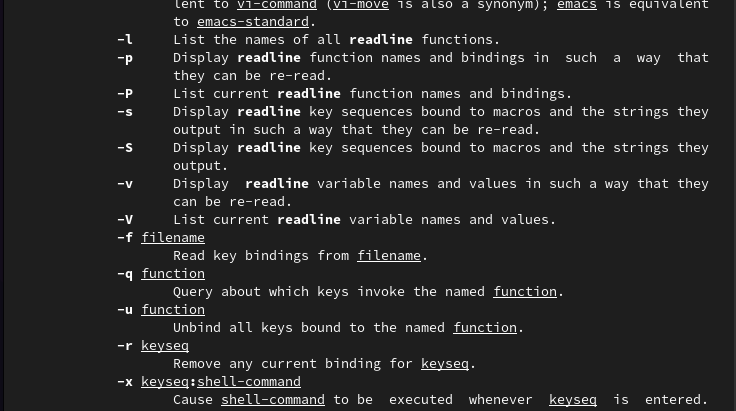 lent to vi-command (vi-move is also a synonym); emacs is equivalent
to emacs-standard.
-l List the names of all readline functions.
-p Display readline function names and bindings in such a way that
they can be re-read.
-P List current readline function names and bindings.
-s Display readline key sequences bound to macros and the strings they
output in such a way that they can be re-read.
-S Display readline key sequences bound to macros and the strings they
output.
-v Display readline variable names and values in such a way that they
can be re-read.
-V List current readline variable names and values.
-f filename
Read key bindings from filename.
-q function
Query about which keys invoke the named function.
-u function
Unbind all keys bound to the named function.
-r keyseq
Remove any current binding for keyseq.
-x keyseq:shell-command
Cause shell-command to be executed whenever keyseq is entered.